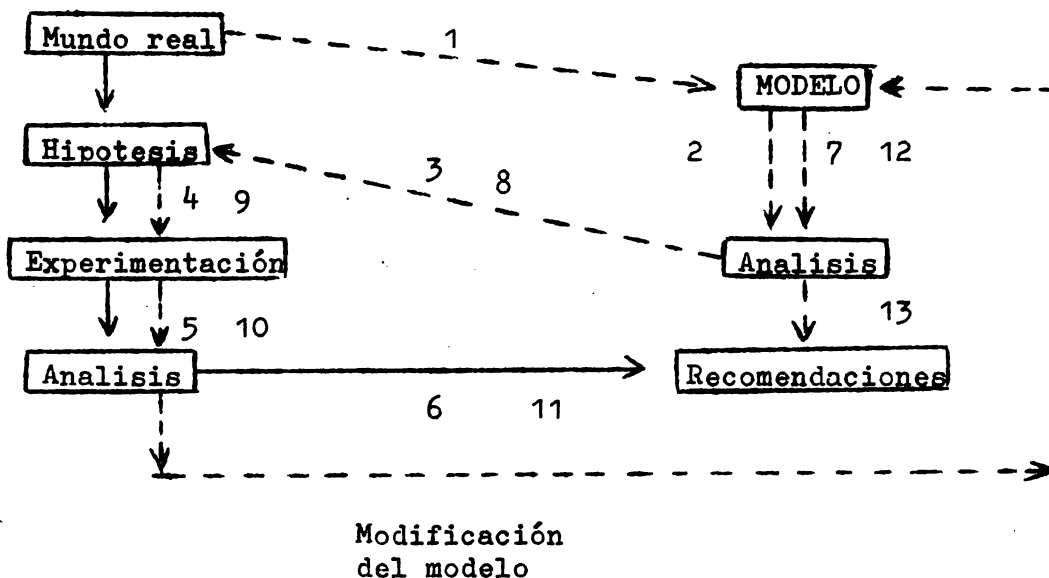 Mundo real
1
MODELO
Hipotesis
2
7 12
3 8
4 9
Experimentación
Analisis
5 10
13
Analisis
Recomendaciones
6 11
Modificación
del modelo